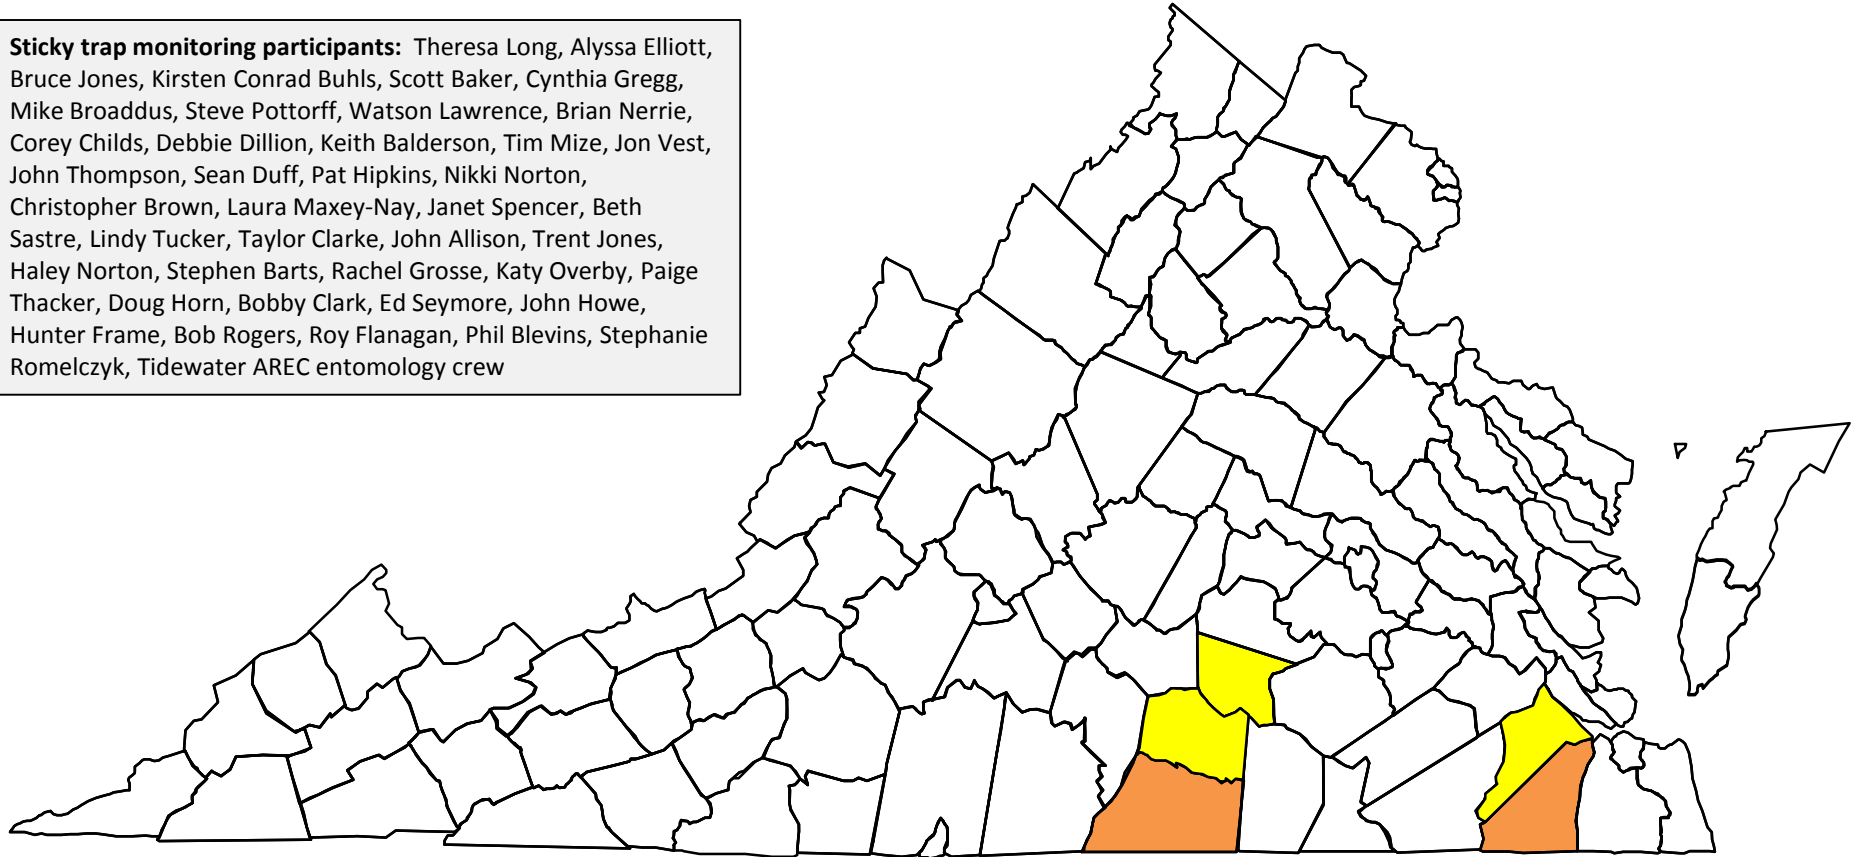 Sticky trap monitoring participants: Theresa Long, Alyssa Elliott,
Bruce Jones, Kirsten Conrad Buhls, Scott Baker, Cynthia Gregg,
Mike Broaddus, Steve Pottorff, Watson Lawrence, Brian Nerrie,
Corey Childs, Debbie Dillion, Keith Balderson, Tim Mize, Jon Vest,
John Thompson, Sean Duff, Pat Hipkins, Nikki Norton,
Christopher Brown, Laura Maxey-Nay, Janet Spencer, Beth
Sastre, Lindy Tucker, Taylor Clarke, John Allison, Trent Jones,
Haley Norton, Stephen Barts, Rachel Grosse, Katy Overby, Paige
Thacker, Doug Horn, Bobby Clark, Ed Seymore, John Howe,
Hunter Frame, Bob Rogers, Roy Flanagan, Phil Blevins, Stephanie
Romelczyk, Tidewater AREC entomology crew